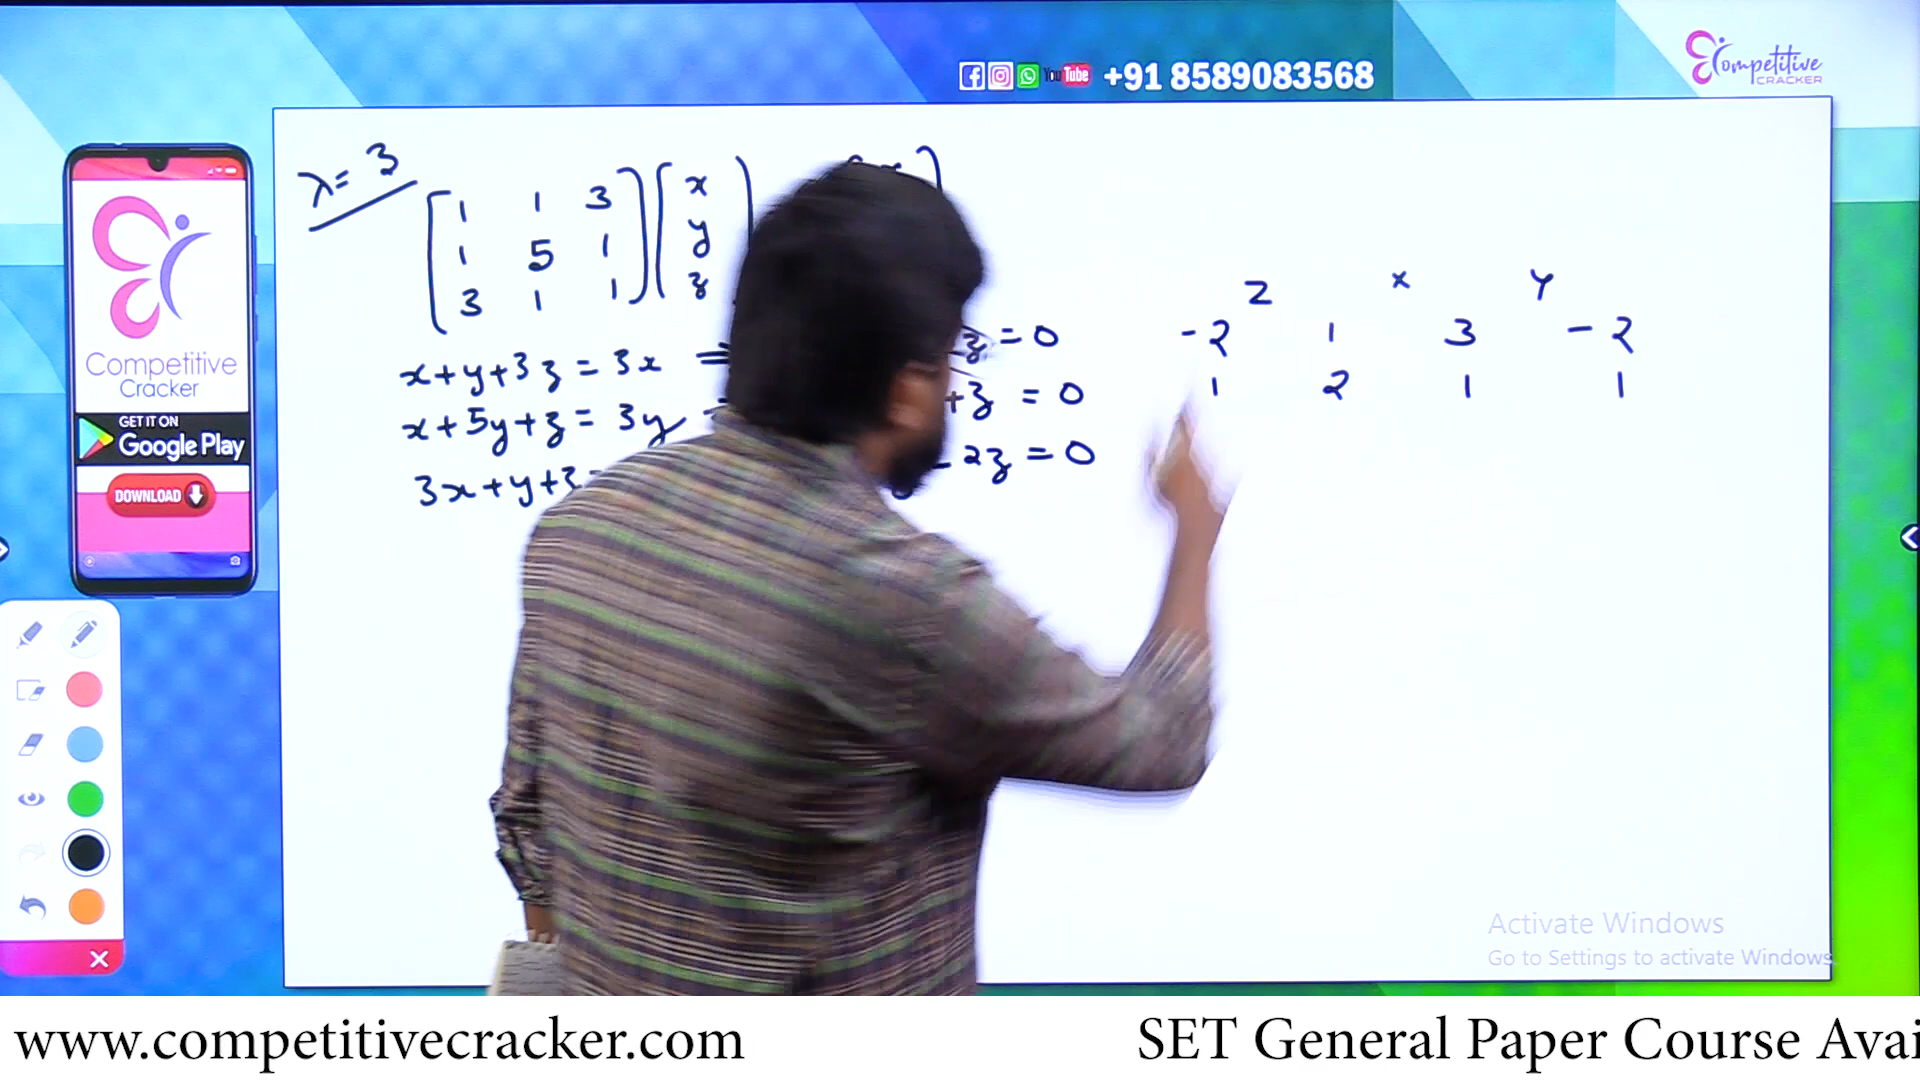 YouTube +91 8589083568
Competitive
CRACKER
λ = 3
1 1 3 x
1 5 1 y
3 1 1 z
x+y+3z = 3x ⇒ z = 0
x+5y+z = 3y +z = 0
3x+y+z - 2z = 0
z x y
-2 1 3 -2
1 2 1 1
Competitive
Cracker
GET IT ON
Google Play
DOWNLOAD
Activate Windows
Go to Settings to activate Windows.
www.competitivecracker.com
SET General Paper Course Avai